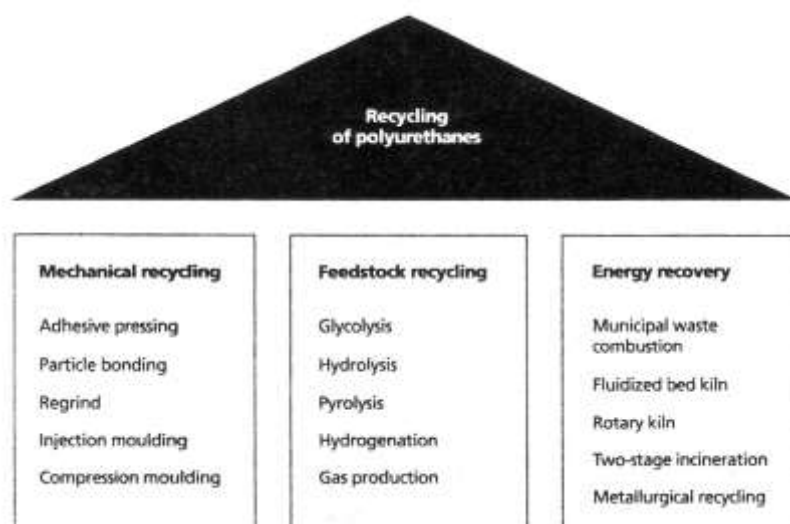 Recycling
of polyurethanes
Mechanical recycling
Adhesive pressing
Particle bonding
Regrind
Injection moulding
Compression moulding
Feedstock recycling
Glycolysis
Hydrolysis
Pyrolysis
Hydrogenation
Gas production
Energy recovery
Municipal waste
combustion
Fluidized bed kiln
Rotary kiln
Two-stage incineration
Metallurgical recycling